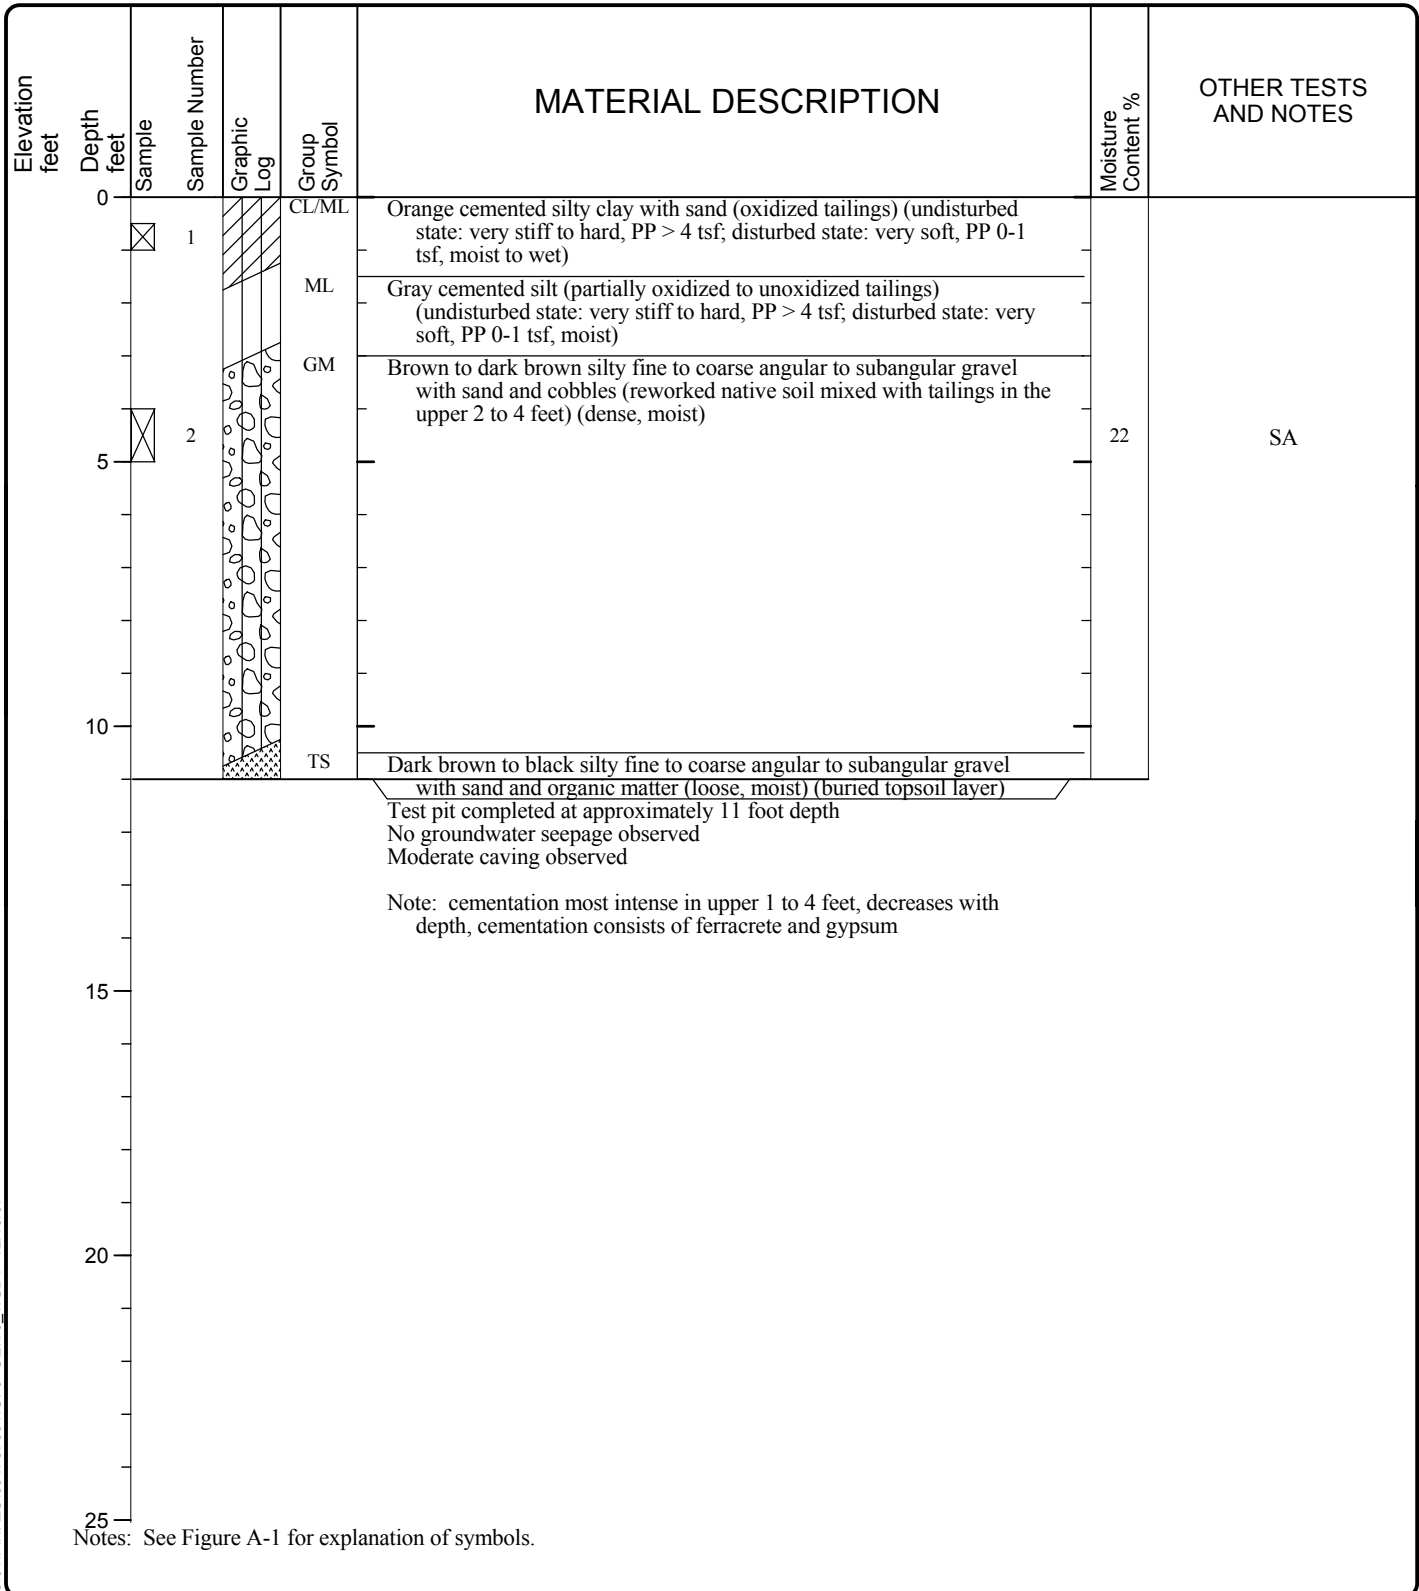 Elevation
feet
Depth
feet
Sample
Sample Number
Graphic
Log
Group
Symbol
MATERIAL DESCRIPTION
Moisture
Content %
OTHER TESTS
AND NOTES
0
CL/ML
Orange cemented silty clay with sand (oxidized tailings) (undisturbed
state: very stiff to hard, PP > 4 tsf; disturbed state: very soft, PP 0-1
tsf, moist to wet)
1
ML
Gray cemented silt (partially oxidized to unoxidized tailings)
(undisturbed state: very stiff to hard, PP > 4 tsf; disturbed state: very
soft, PP 0-1 tsf, moist)
GM
Brown to dark brown silty fine to coarse angular to subangular gravel
with sand and cobbles (reworked native soil mixed with tailings in the
upper 2 to 4 feet) (dense, moist)
2
22
SA
5
10
TS
Dark brown to black silty fine to coarse angular to subangular gravel
with sand and organic matter (loose, moist) (buried topsoil layer)
Test pit completed at approximately 11 foot depth
No groundwater seepage observed
Moderate caving observed
Note: cementation most intense in upper 1 to 4 feet, decreases with
depth, cementation consists of ferracrete and gypsum
15
20
25
Notes: See Figure A-1 for explanation of symbols.